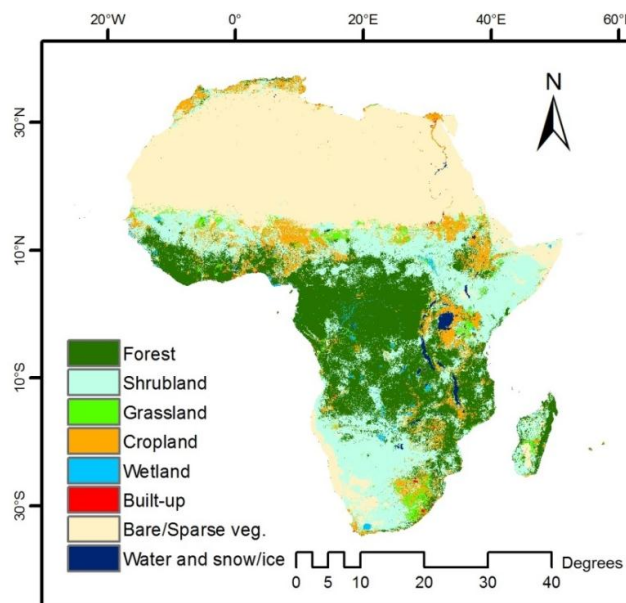 20°W 0° 20°E 40°E 60°E
N
30°N
10°N
10°S
30°S
Forest
Shrubland
Grassland
Cropland
Wetland
Built-up
Bare/Sparse veg.
Water and snow/ice
Degrees
0 5 10 20 30 40